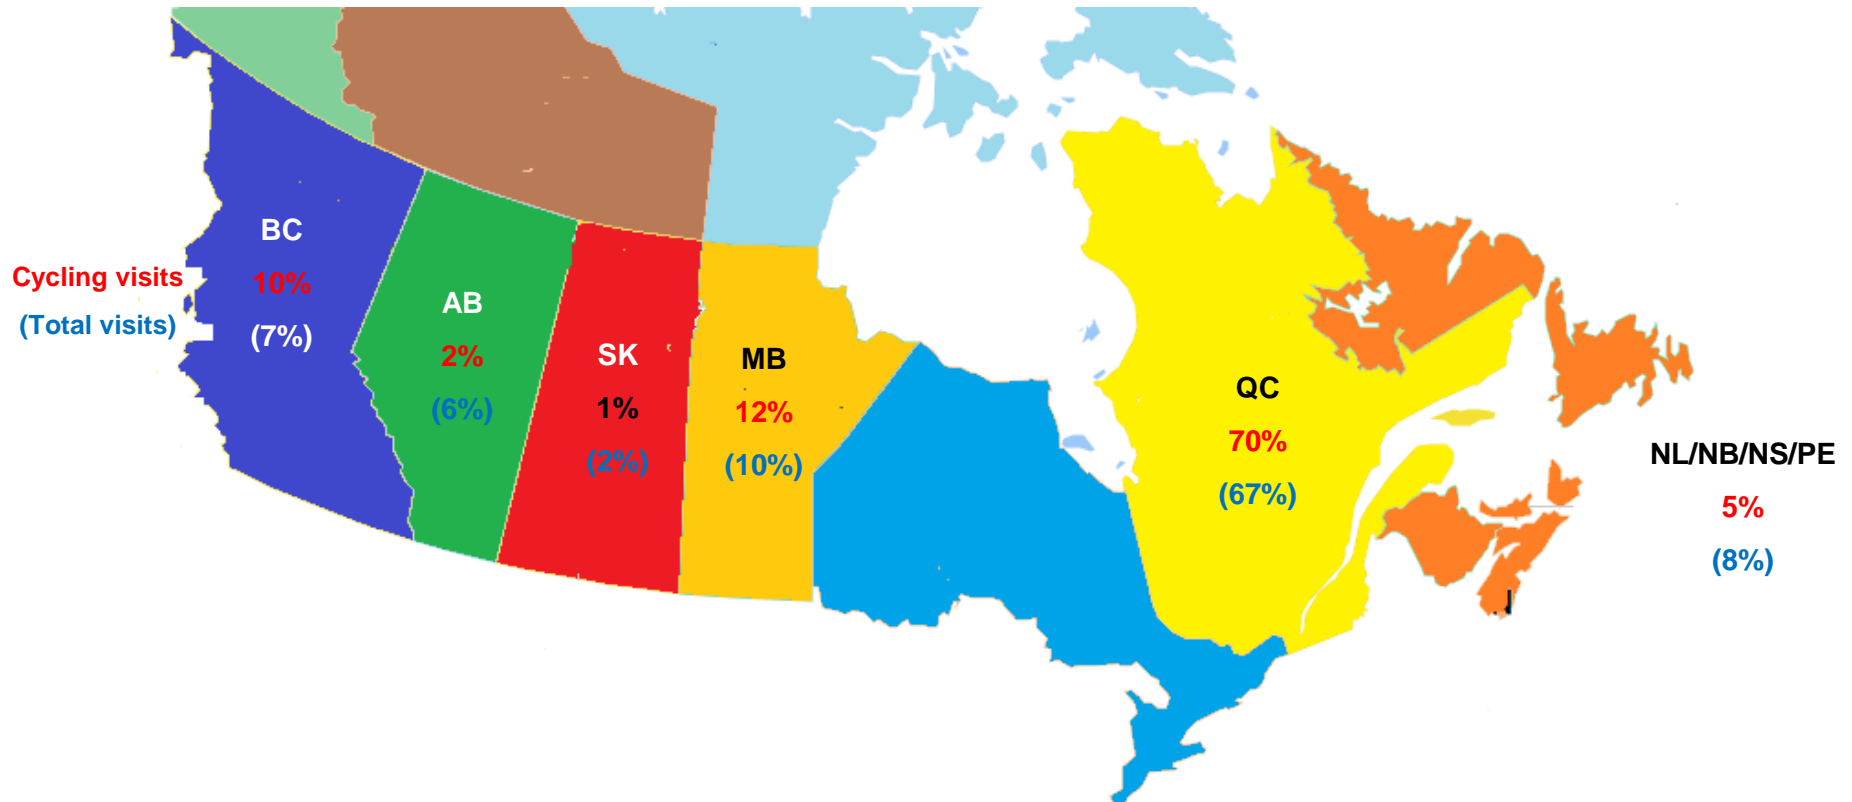 Cycling visits
(Total visits)
BC
10%
(7%)
AB
2%
(6%)
SK
1%
(2%)
MB
12%
(10%)
QC
70%
(67%)
NL/NB/NS/PE
5%
(8%)